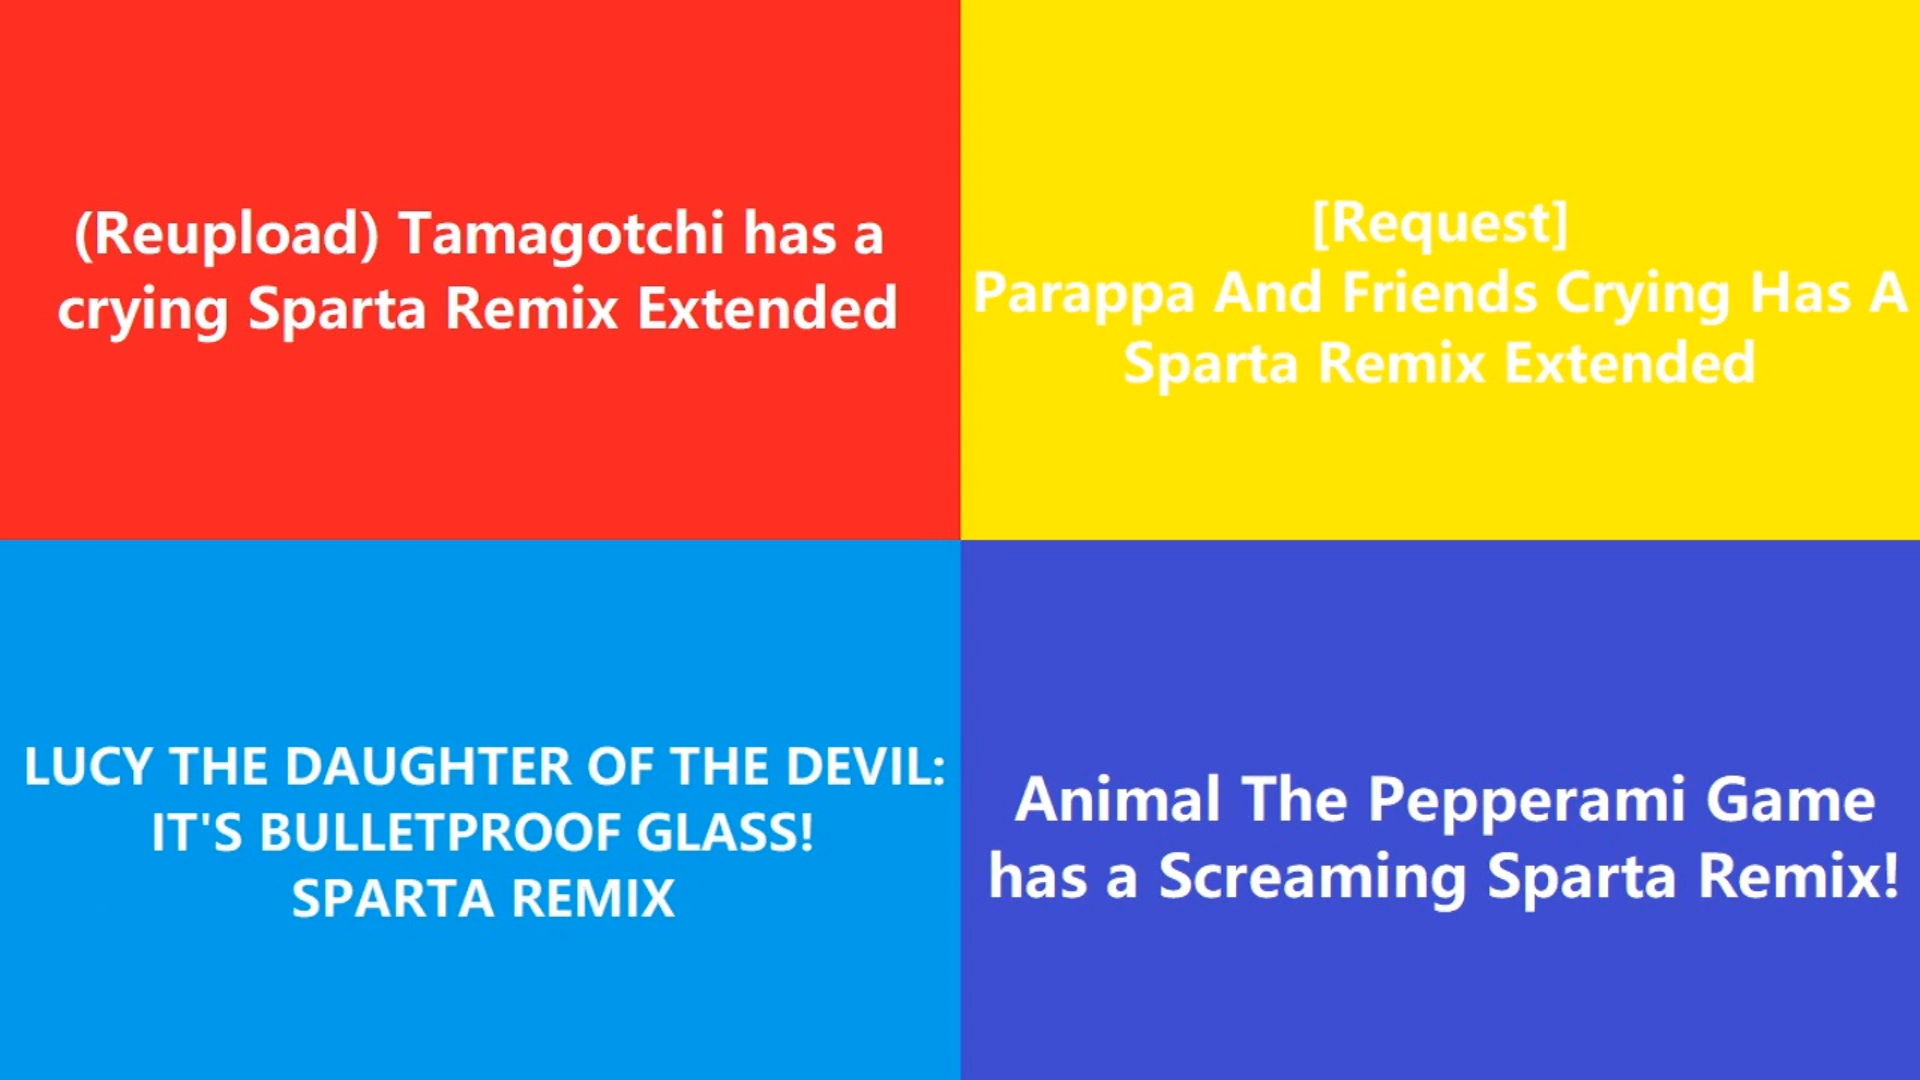 (Reupload) Tamagotchi has a
crying Sparta Remix Extended
[Request]
Parappa And Friends Crying Has A
Sparta Remix Extended
LUCY THE DAUGHTER OF THE DEVIL:
IT'S BULLETPROOF GLASS!
SPARTA REMIX
Animal The Pepperami Game
has a Screaming Sparta Remix!